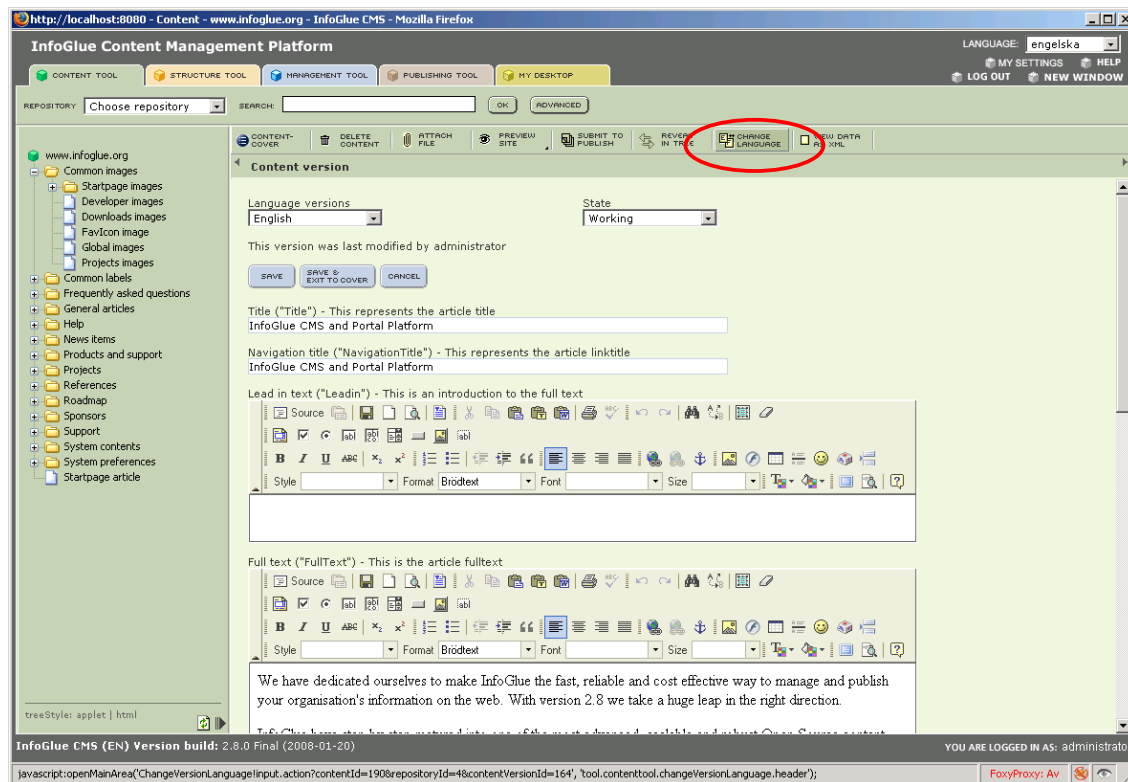 http://localhost:8080 - Content - www.infoglue.org - InfoGlue CMS - Mozilla Firefox
InfoGlue Content Management Platform
LANGUAGE: engelska
MY SETTINGS HELP
LOG OUT NEW WINDOW
CONTENT TOOL STRUCTURE TOOL MANAGEMENT TOOL PUBLISHING TOOL MY DESKTOP
REPOSITORY Choose repository SEARCH: OK ADVANCED
CONTENT-COVER DELETE CONTENT ATTACH FILE PREVIEW SITE SUBMIT TO PUBLISH REVEAL IN TREE CHANGE LANGUAGE VIEW DATA AS XML
www.infoglue.org
Common images
Startpage images
Developer images
Downloads images
FavIcon image
Global images
Projects images
Common labels
Frequently asked questions
General articles
Help
News items
Products and support
Projects
References
Roadmap
Sponsors
Support
System contents
System preferences
Startpage article
treeStyle: applet | html
Content version
Language versions State
English Working
This version was last modified by administrator
SAVE SAVE & EXIT TO COVER CANCEL
Title ("Title") - This represents the article title
InfoGlue CMS and Portal Platform
Navigation title ("NavigationTitle") - This represents the article linktitle
InfoGlue CMS and Portal Platform
Lead in text ("Leadin") - This is an introduction to the full text
Source
Style Format Brödtext Font Size
Full text ("FullText") - This is the article fulltext
Source
Style Format Brödtext Font Size
We have dedicated ourselves to make InfoGlue the fast, reliable and cost effective way to manage and publish
your organisation's information on the web. With version 2.8 we take a huge leap in the right direction.
InfoGlue CMS (EN) Version build: 2.8.0 Final (2008-01-20)
YOU ARE LOGGED IN AS: administrato
javascript:openMainArea('ChangeVersionLanguage!input.action?contentId=190&repositoryId=4&contentVersionId=164', 'tool.contenttool.changeVersionLanguage.header');
FoxyProxy: Av